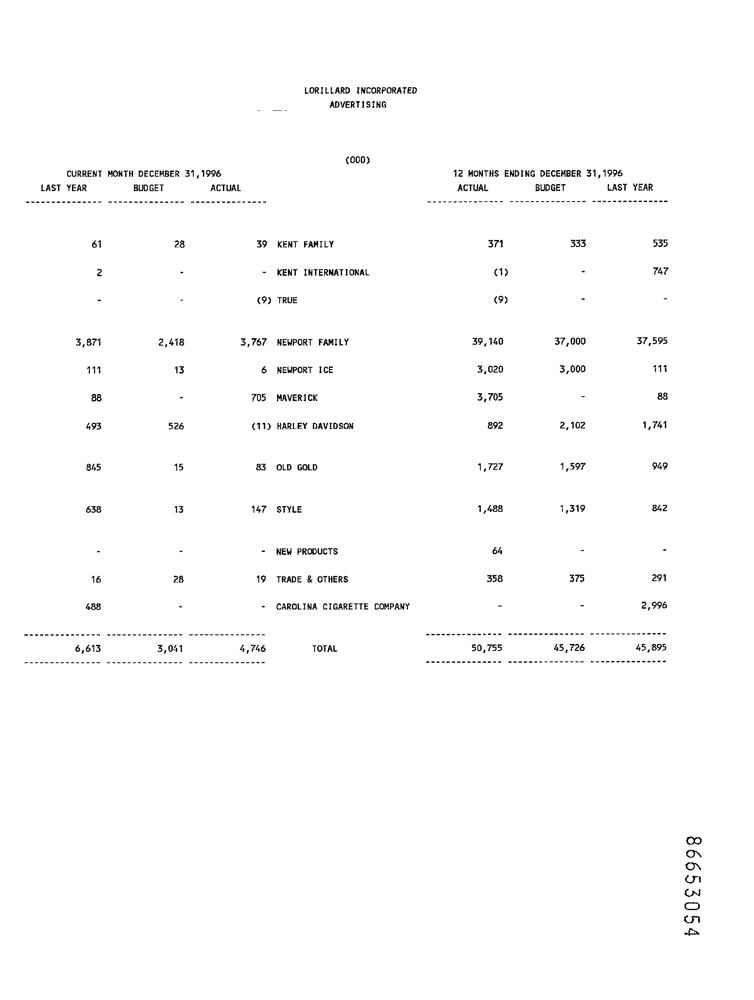 LORILLARD INCORPORATED
ADVERTISING
(000)
CURRENT MONTH DECEMBER 31,1996 12 MONTHS ENDING DECEMBER 31,1996
LAST YEAR BUDGET ACTUAL ACTUAL BUDGET LAST YEAR
61 28 39 KENT FAMILY 371 333 535
2 - - KENT INTERNATIONAL (1) - 747
- - (9) TRUE (9) - -
3,871 2,418 3,767 NEWPORT FAMILY 39,140 37,000 37,595
111 13 6 NEWPORT ICE 3,020 3,000 111
88 - 705 MAVERICK 3,705 - 88
493 526 (11) HARLEY DAVIDSON 892 2,102 1,741
845 15 83 OLD GOLD 1,727 1,597 949
638 13 147 STYLE 1,488 1,319 842
- - - NEW PRODUCTS 64 - -
16 28 19 TRADE & OTHERS 358 375 291
488 - - CAROLINA CIGARETTE COMPANY - - 2,996
6,613 3,041 4,746 TOTAL 50,755 45,726 45,895
86653054